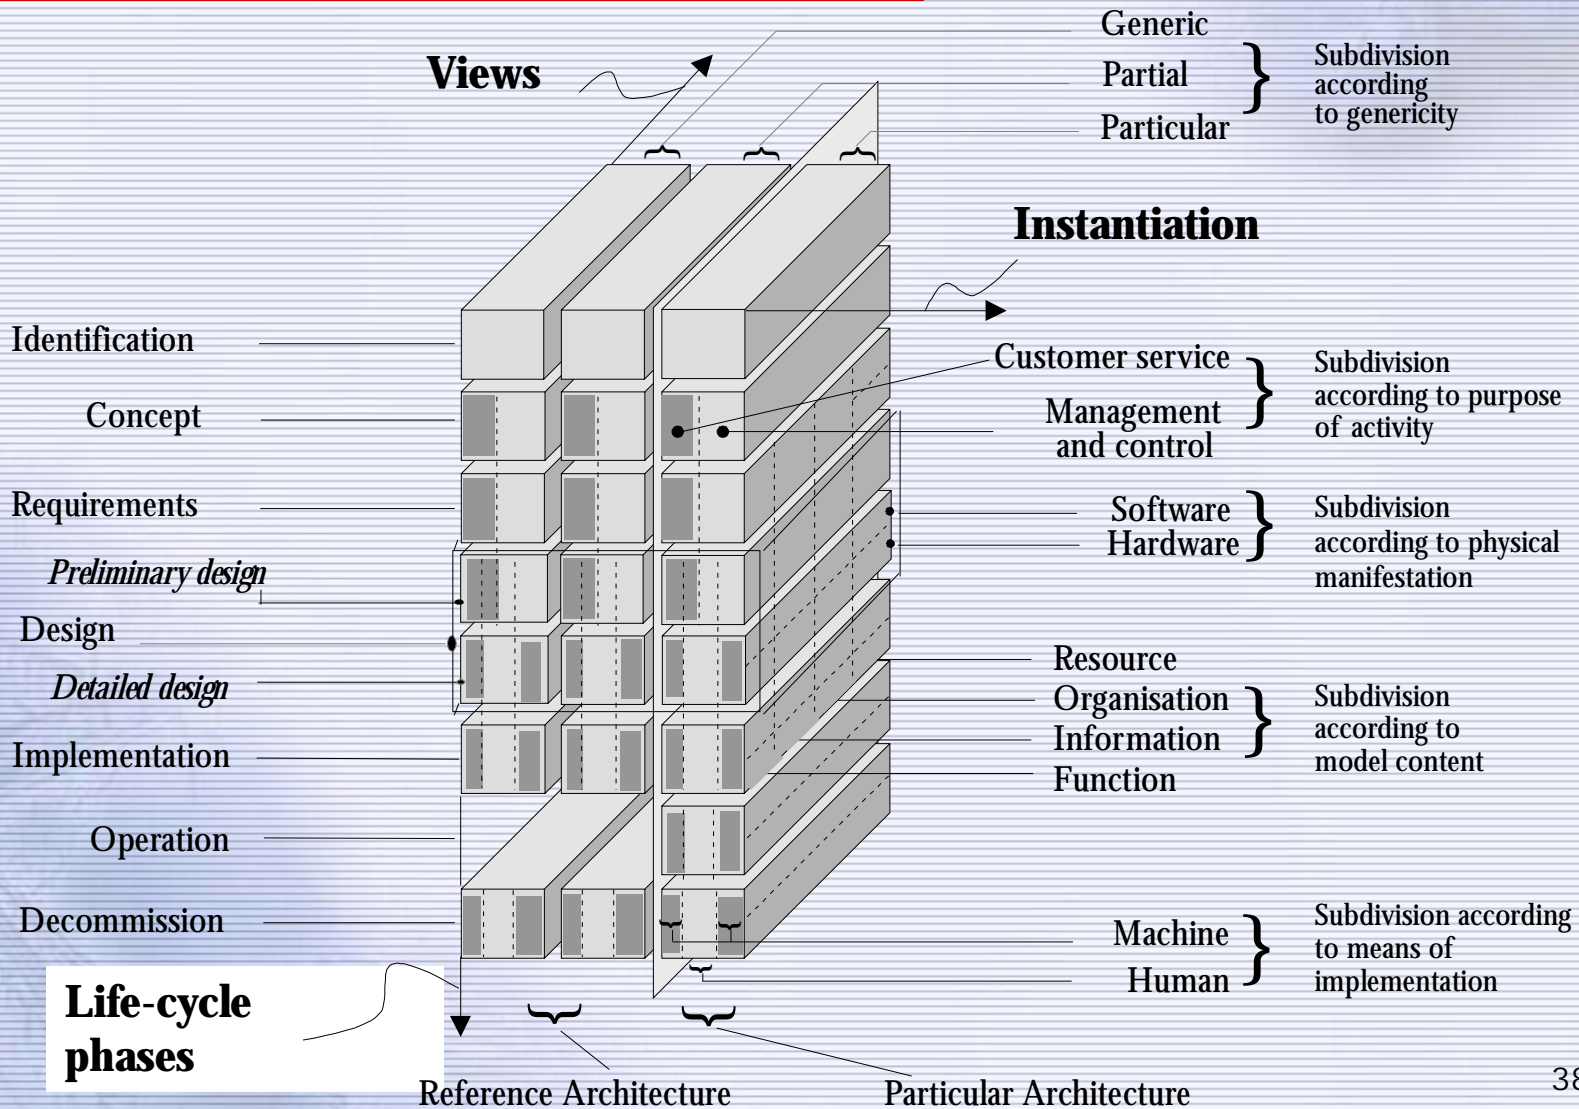 Generic
Views
Partial
Subdivision
according
to genericity
Particular
Instantiation
Identification
Customer service
Subdivision
according to purpose
of activity
Concept
Management
and control
Requirements
Software
Hardware
Subdivision
according to physical
manifestation
Preliminary design
Design
Detailed design
Resource
Organisation
Information
Function
Subdivision
according to
model content
Implementation
Operation
Decommission
Machine
Human
Subdivision according
to means of
implementation
Life-cycle
phases
Reference Architecture
Particular Architecture
38